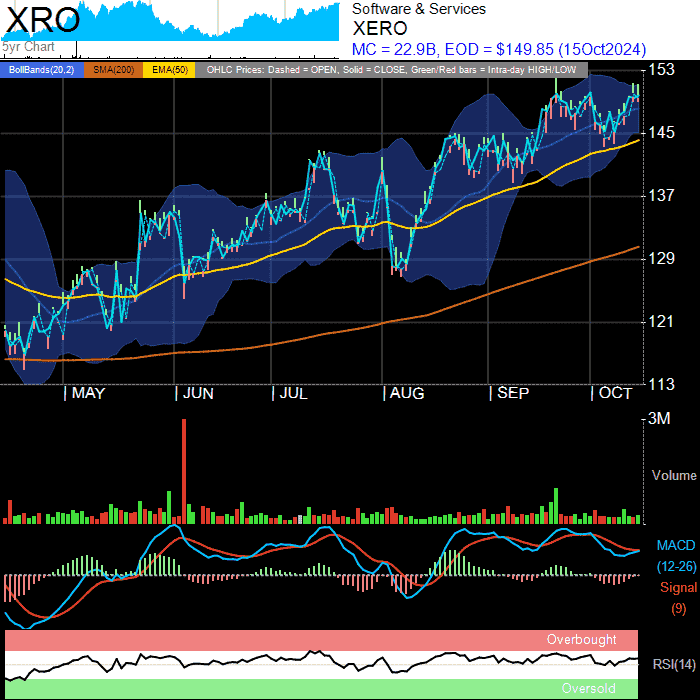 XRO
5yr Chart
Software & Services
XERO
MC = 22.9B, EOD = $149.85 (15Oct2024)
BollBands(20,2) SMA(200) EMA(50) OHLC Prices: Dashed = OPEN, Solid = CLOSE, Green/Red bars = Intra-day HIGH/LOW
153
145
137
129
121
113
| MAY | JUN | JUL | AUG | SEP | OCT
3M
Volume
MACD
(12-26)
Signal
(9)
Overbought
RSI(14)
Oversold